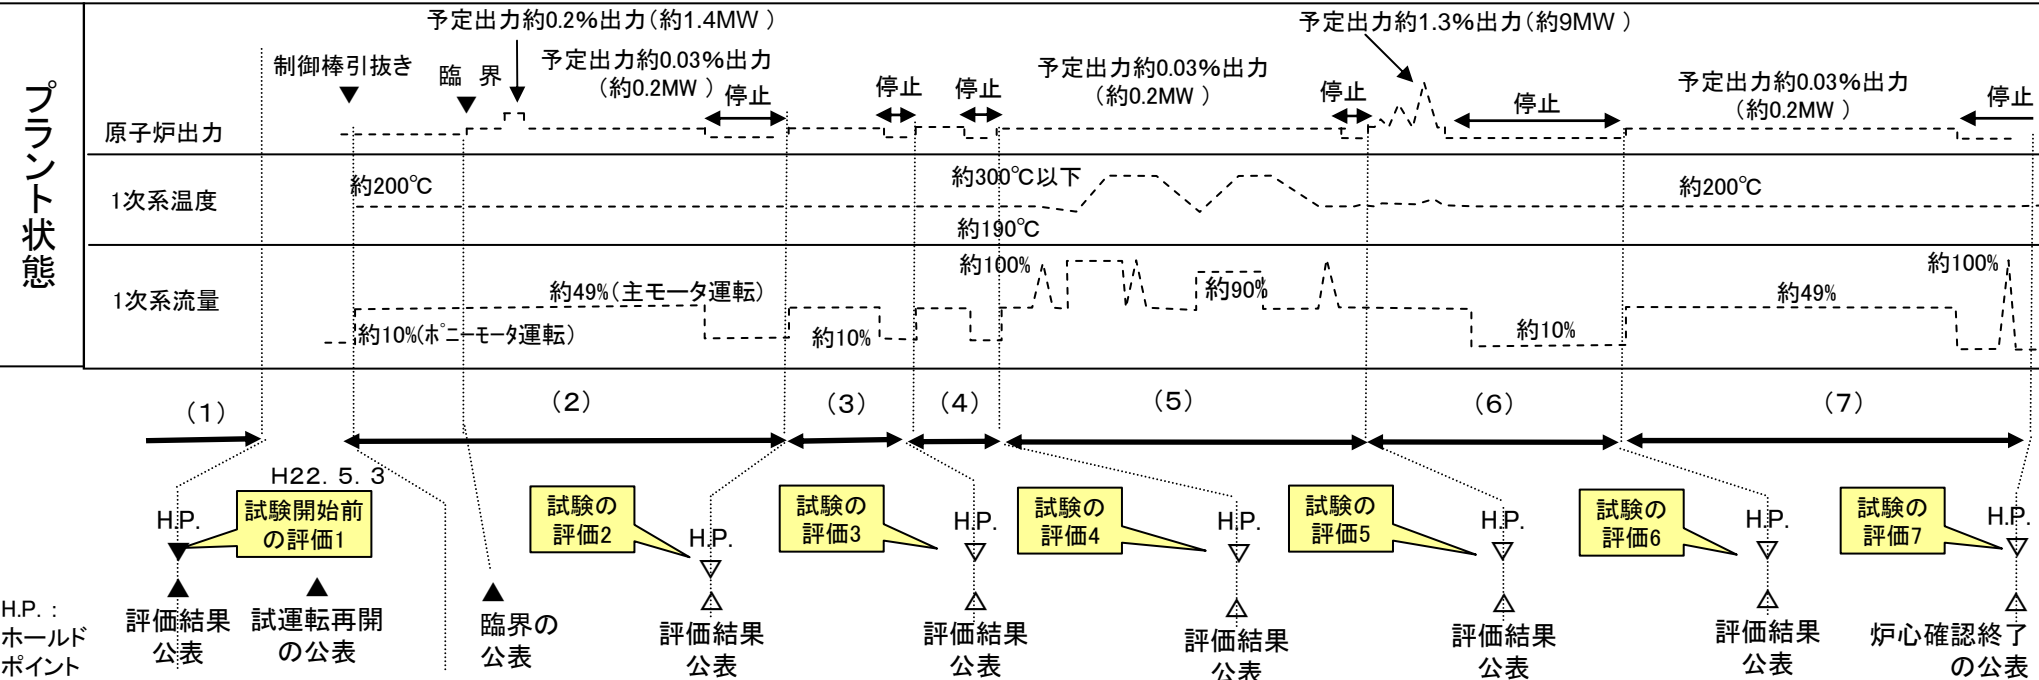 プラント状態
予定出力約0.2%出力(約1.4MW )
予定出力約1.3%出力(約9MW )
制御棒引抜き
臨 界
予定出力約0.03%出力
(約0.2MW )
停止
停止
停止
予定出力約0.03%出力
(約0.2MW )
停止
停止
予定出力約0.03%出力
(約0.2MW )
停止
原子炉出力
1次系温度
約200℃
約300℃以下
約190℃
約200℃
1次系流量
約10%(ポニーモータ運転)
約49%(主モータ運転)
約10%
約100%
約90%
約10%
約49%
約100%
(1)
(2)
(3)
(4)
(5)
(6)
(7)
H22. 5. 3
H.P.
試験開始前
の評価1
試験の
評価2
H.P.
試験の
評価3
H.P.
試験の
評価4
H.P.
試験の
評価5
H.P.
試験の
評価6
H.P.
試験の
評価7
H.P.
H.P. :
ホールド
ポイント
評価結果
公表
試運転再開
の公表
臨界の
公表
評価結果
公表
評価結果
公表
評価結果
公表
評価結果
公表
評価結果
公表
炉心確認終了
の公表